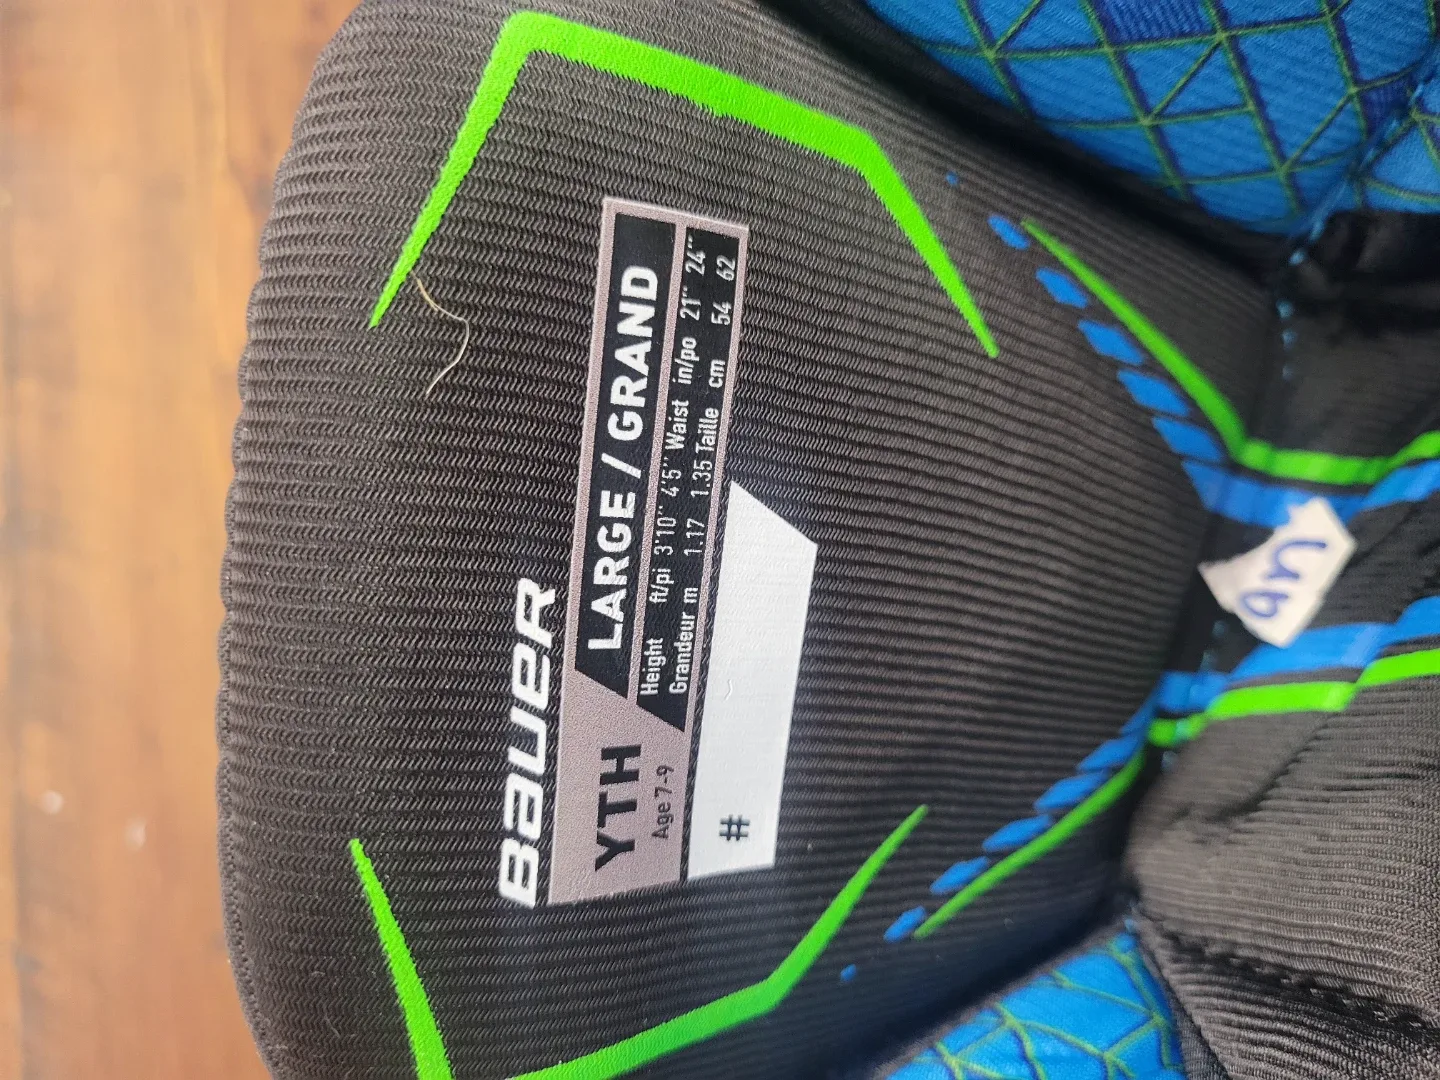 BAUER
YTH LARGE / GRAND
Age 7-9
Height ft/pi 3'10'' 4'5'' Waist in/po 21'' 24''
Grandeur m 1.17 1.35 Taille cm 54 62
#